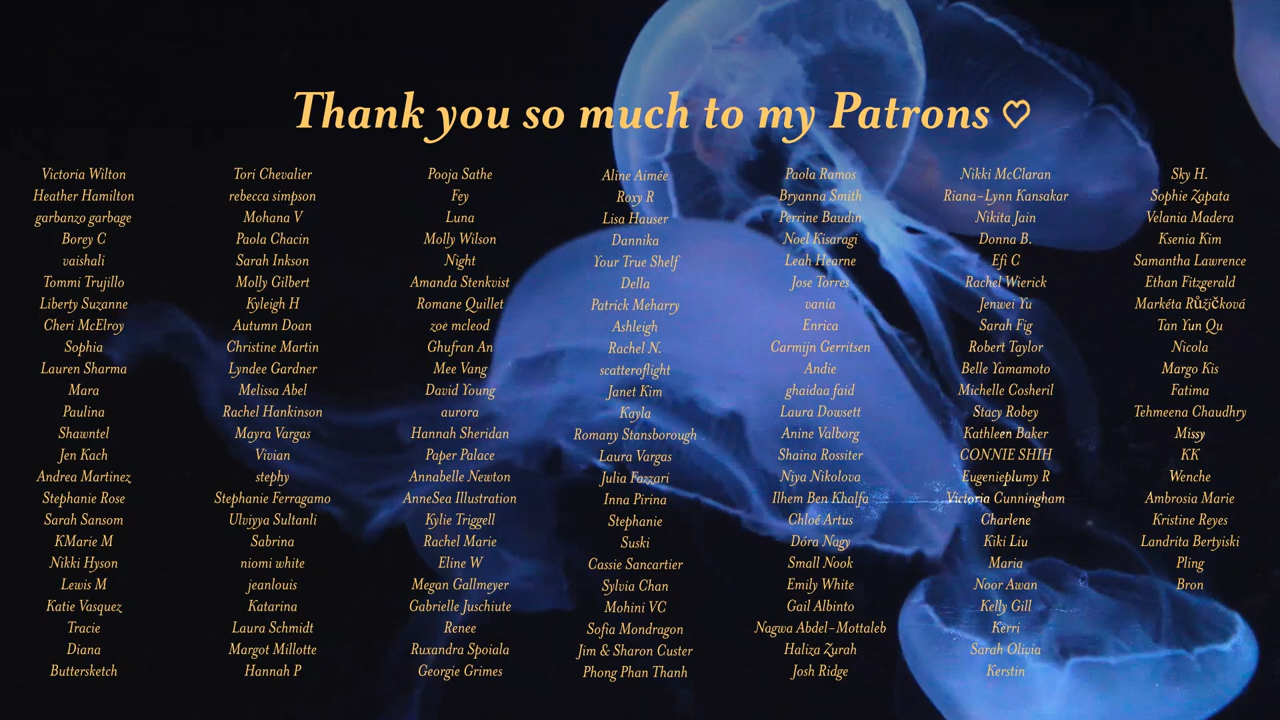 Thank you so much to my Patrons ♡
Victoria Wilton
Heather Hamilton
garbanzo garbage
Borey C
vaishali
Tommi Trujillo
Liberty Suzanne
Cheri McElroy
Sophia
Lauren Sharma
Mara
Paulina
Shawntel
Jen Kach
Andrea Martinez
Stephanie Rose
Sarah Sansom
KMarie M
Nikki Hyson
Lewis M
Katie Vasquez
Tracie
Diana
Buttersketch
Tori Chevalier
rebecca simpson
Mohana V
Paola Chacin
Sarah Inkson
Molly Gilbert
Kyleigh H
Autumn Doan
Christine Martin
Lyndee Gardner
Melissa Abel
Rachel Hankinson
Mayra Vargas
Vivian
stephy
Stephanie Ferragamo
Ulviyya Sultanli
Sabrina
niomi white
jeanlouis
Katarina
Laura Schmidt
Margot Millotte
Hannah P
Pooja Sathe
Fey
Luna
Molly Wilson
Night
Amanda Stenkvist
Romane Quillet
zoe mcleod
Ghufran An
Mee Vang
David Young
aurora
Hannah Sheridan
Paper Palace
Annabelle Newton
AnneSea Illustration
Kylie Triggell
Rachel Marie
Eline W
Megan Gallmeyer
Gabrielle Juschiute
Renee
Ruxandra Spoiala
Georgie Grimes
Aline Aimée
Roxy R
Lisa Hauser
Dannika
Your True Shelf
Della
Patrick Meharry
Ashleigh
Rachel N.
scatteroflight
Janet Kim
Kayla
Romany Stansborough
Laura Vargas
Julia Fazzari
Inna Pirina
Stephanie
Suski
Cassie Sancartier
Sylvia Chan
Mohini VC
Sofia Mondragon
Jim & Sharon Custer
Phong Phan Thanh
Paola Ramos
Bryanna Smith
Perrine Baudin
Noel Kisaragi
Leah Hearne
Jose Torres
vania
Enrica
Carmijn Gerritsen
Andie
ghaidaa faid
Laura Dowsett
Anine Valborg
Shaina Rossiter
Niya Nikolova
Ilhem Ben Khalfa
Chloé Artus
Dóra Nagy
Small Nook
Emily White
Gail Albinto
Nagwa Abdel-Mottaleb
Haliza Zurah
Josh Ridge
Nikki McClaran
Riana-Lynn Kansakar
Nikita Jain
Donna B.
Efi C
Rachel Wierick
Jenwei Yu
Sarah Fig
Robert Taylor
Belle Yamamoto
Michelle Cosheril
Stacy Robey
Kathleen Baker
CONNIE SHIH
Eugenieplumy R
Victoria Cunningham
Charlene
Kiki Liu
Maria
Noor Awan
Kelly Gill
Kerri
Sarah Olivia
Kerstin
Sky H.
Sophie Zapata
Velania Madera
Ksenia Kim
Samantha Lawrence
Ethan Fitzgerald
Markéta Růžičková
Tan Yun Qu
Nicola
Margo Kis
Fatima
Tehmeena Chaudhry
Missy
KK
Wenche
Ambrosia Marie
Kristine Reyes
Landrita Bertyiski
Pling
Bron